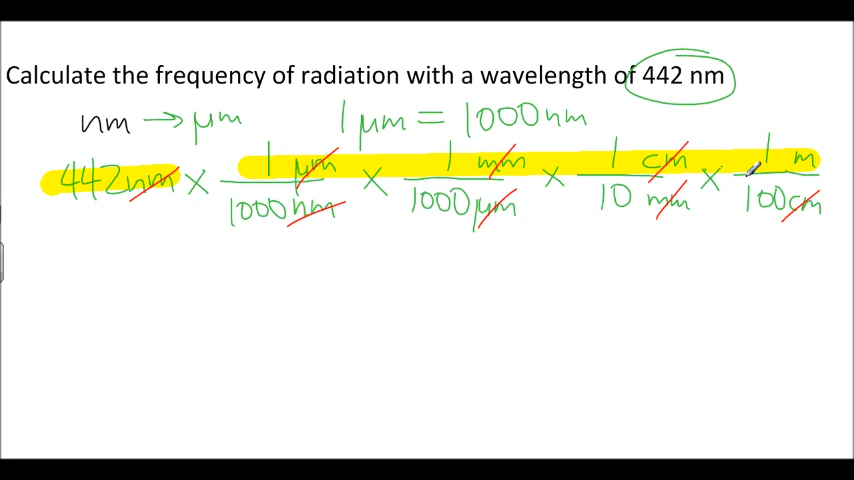 Calculate the frequency of radiation with a wavelength of 442 nm
nm → μm 1 μm = 1000 nm
442 nm × 1 μm / 1000 nm × 1 mm / 1000 μm × 1 cm / 10 mm × 1 m / 100 cm